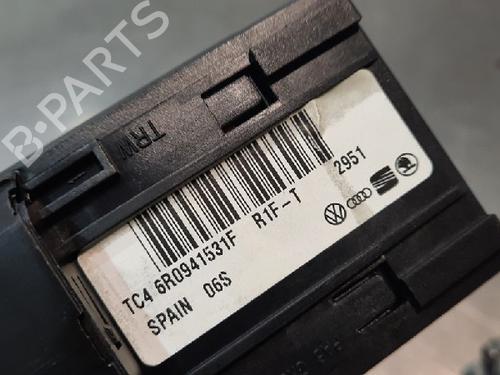 B-PARTS
TRW
2951
TC4 6R0941531F R1F-T
SPAIN 06S